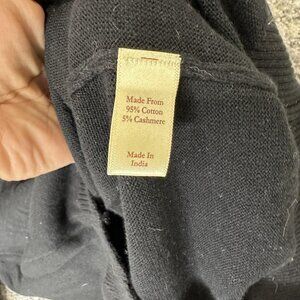 Made From
95% Cotton
5% Cashmere
Made In
India